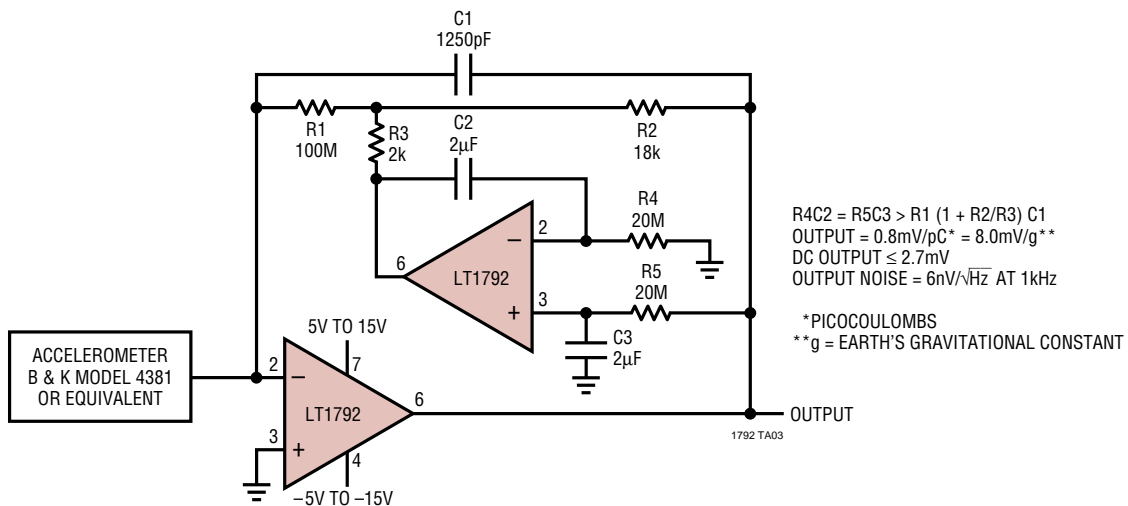 C1
1250pF
R1
100M
R3
2k
C2
2µF
R2
18k
R4
20M
2
6
LT1792
3
R5
20M
C3
2µF
R4C2 = R5C3 > R1 (1 + R2/R3) C1
OUTPUT = 0.8mV/pC* = 8.0mV/g**
DC OUTPUT ≤ 2.7mV
OUTPUT NOISE = 6nV/√Hz AT 1kHz
*PICOCOULOMBS
**g = EARTH'S GRAVITATIONAL CONSTANT
ACCELEROMETER
B & K MODEL 4381
OR EQUIVALENT
5V TO 15V
7
2
LT1792
6
3
4
–5V TO –15V
OUTPUT
1792 TA03